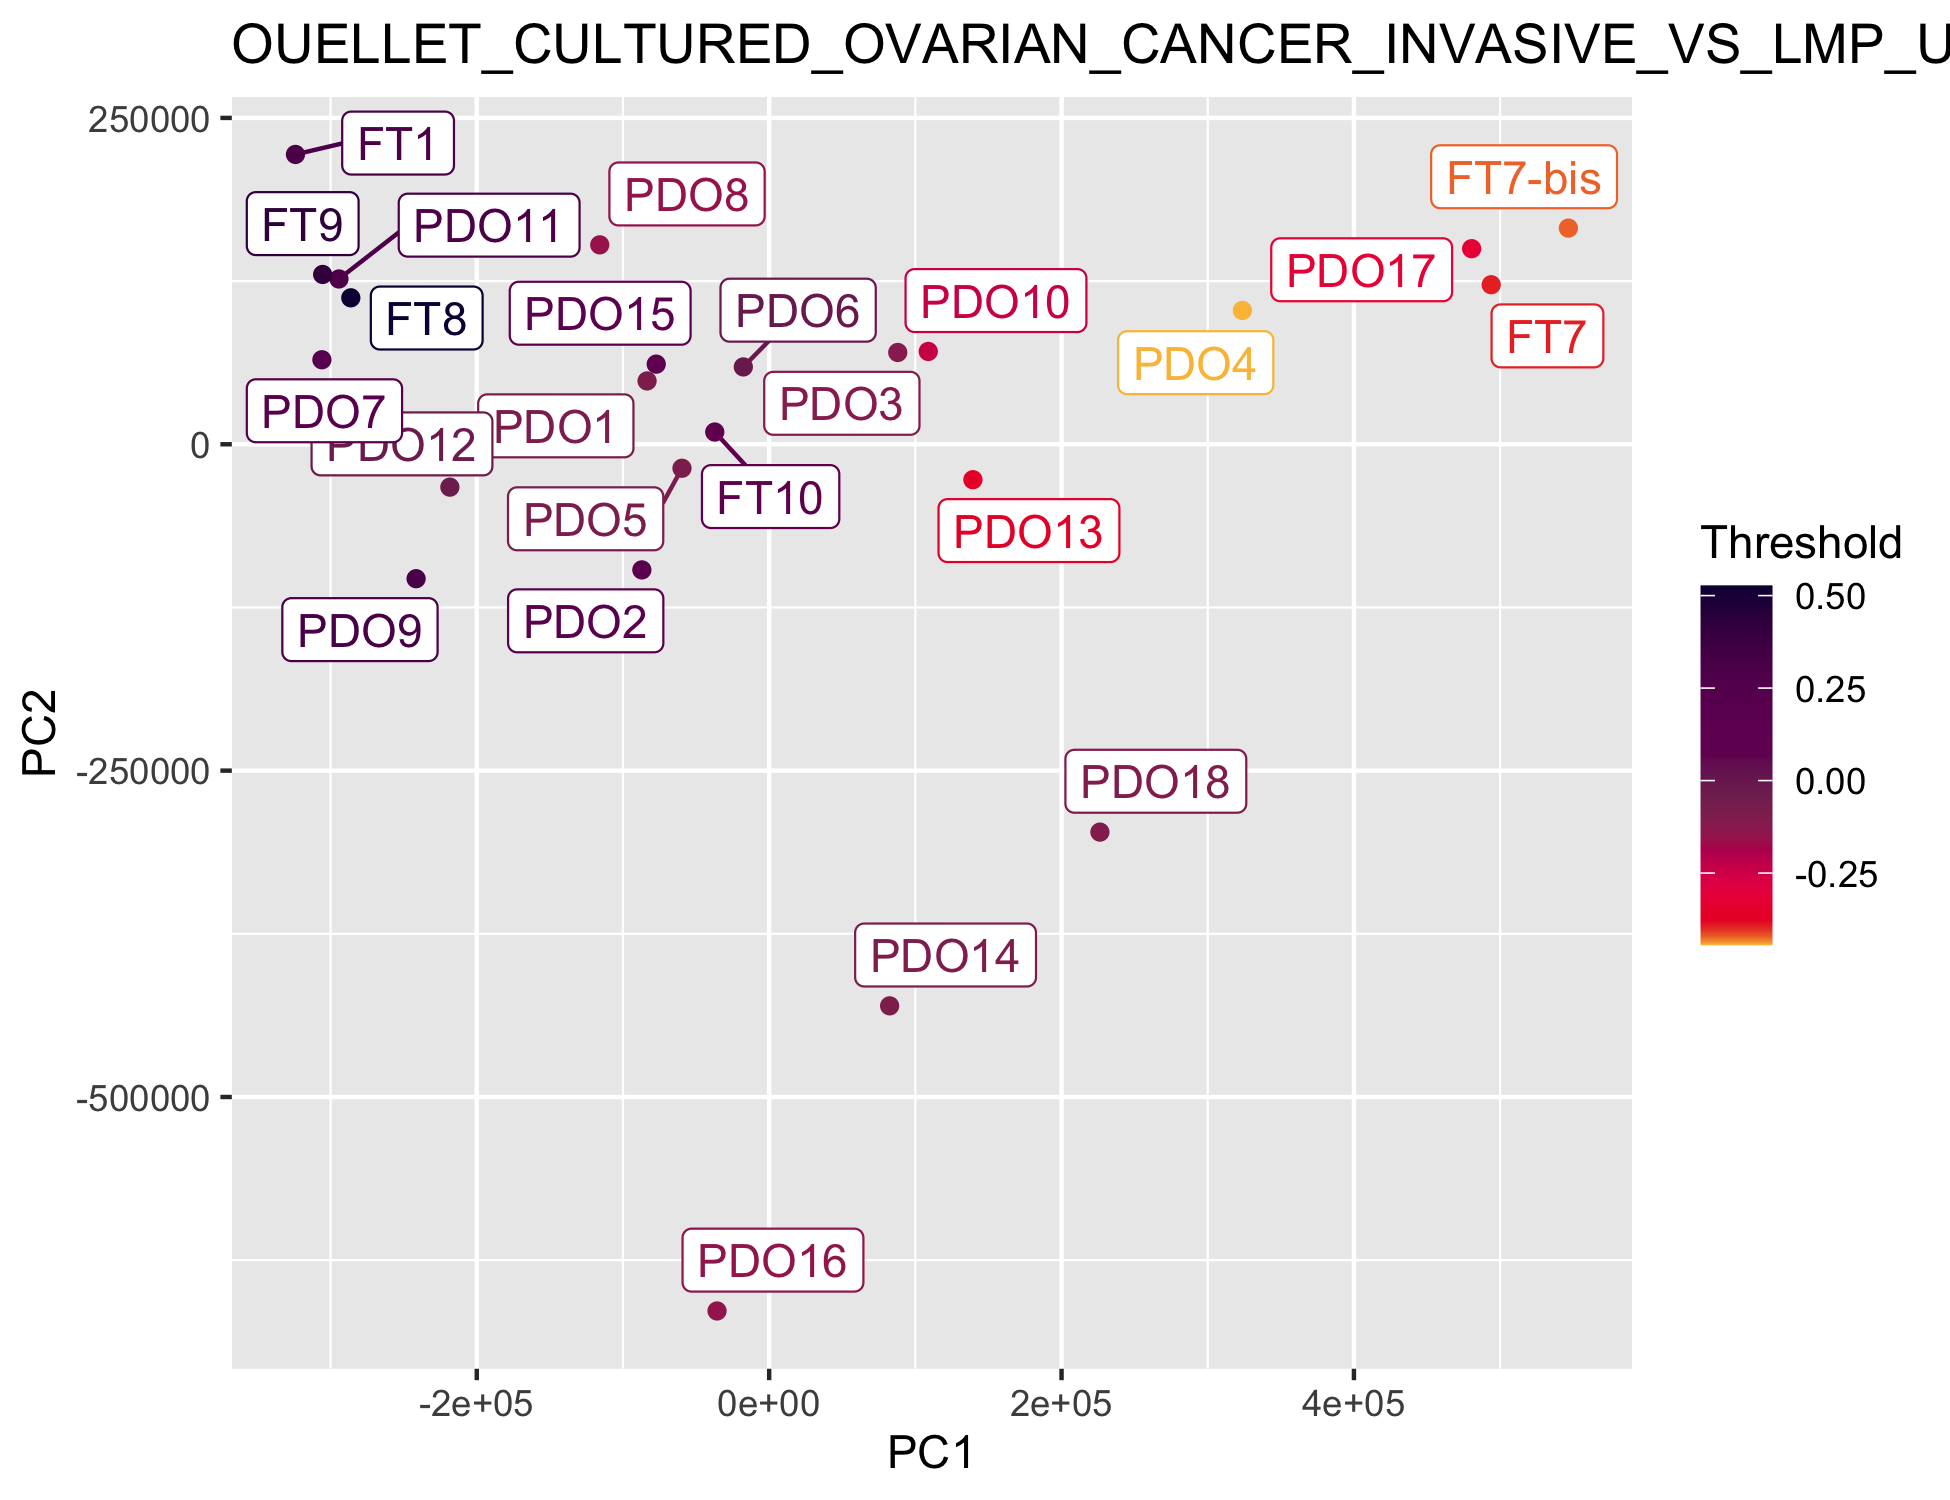 OUELLET_CULTURED_OVARIAN_CANCER_INVASIVE_VS_LMP_U
250000
0
-250000
-500000
PC2
FT1
FT9
PDO11
PDO8
FT7-bis
FT8
PDO15
PDO6
PDO10
PDO17
FT7
PDO7
PDO12
PDO1
PDO3
PDO4
PDO5
FT10
PDO13
PDO9
PDO2
PDO18
PDO14
PDO16
-2e+05
0e+00
2e+05
4e+05
PC1
Threshold
0.50
0.25
0.00
-0.25